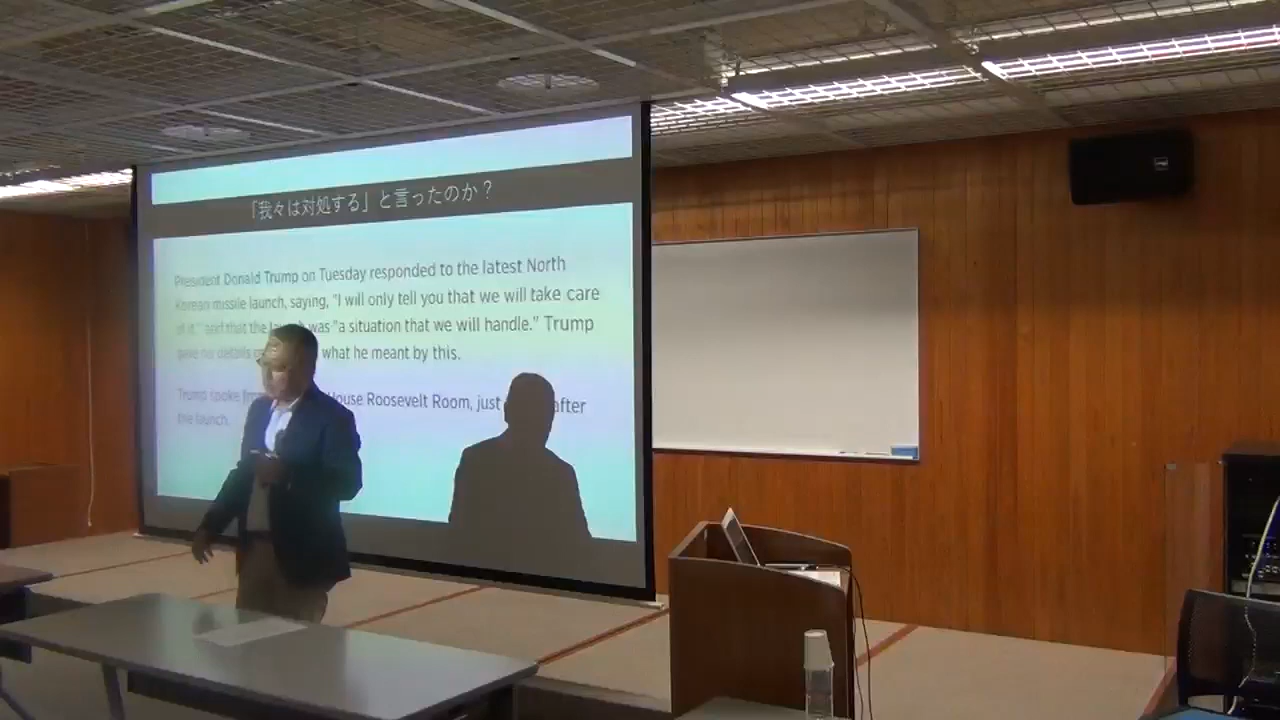 「我々は対処する」と言ったのか？
President Donald Trump on Tuesday responded to the latest North
Korean missile launch, saying, "I will only tell you that we will take care
of it," and that the launch was "a situation that we will handle." Trump
gave no details what he meant by this.
Trump spoke from House Roosevelt Room, just after
the launch.